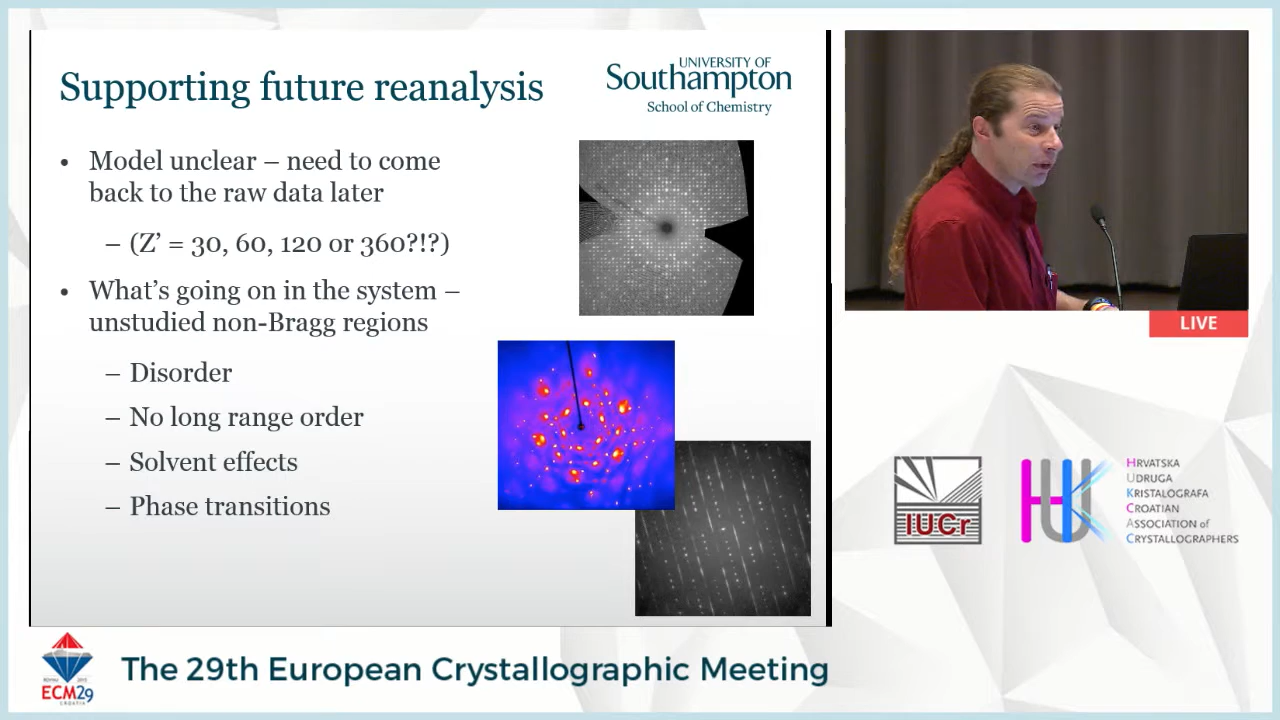 Supporting future reanalysis
UNIVERSITY OF
Southampton
School of Chemistry
• Model unclear – need to come
back to the raw data later
– (Z’ = 30, 60, 120 or 360?!?)
• What’s going on in the system –
unstudied non-Bragg regions
– Disorder
– No long range order
– Solvent effects
– Phase transitions
LIVE
IUCr
HUK
HRVATSKA
UDRUGA
KRISTALOGRAFA
CROATIAN
ASSOCIATION of
CRYSTALLOGRAPHERS
ECM29
CROATIA
The 29th European Crystallographic Meeting